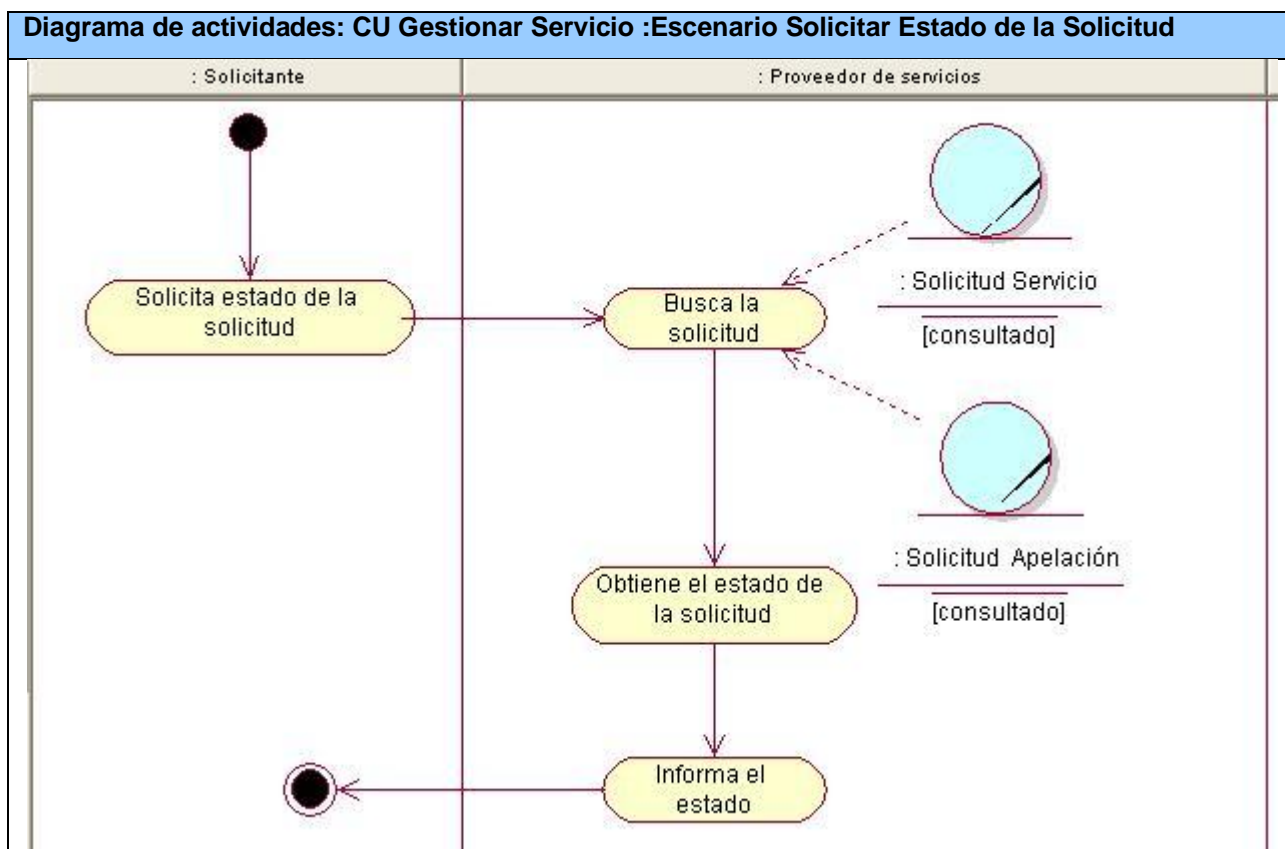 Diagrama de actividades: CU Gestionar Servicio :Escenario Solicitar Estado de la Solicitud
: Solicitante
: Proveedor de servicios
Solicita estado de la
solicitud
Busca la
solicitud
: Solicitud Servicio
[consultado]
: Solicitud  Apelación
[consultado]
Obtiene el estado de
la solicitud
Informa el
estado